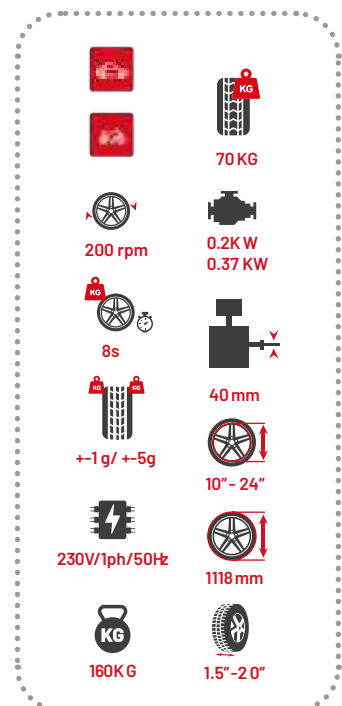 KG
70 KG
200 rpm
0.2K W
0.37 KW
KG
8s
40 mm
KG KG
+-1 g/ +-5g
10”- 24”
230V/1ph/50Hz
1118 mm
KG
160K G
1.5”-2 0”